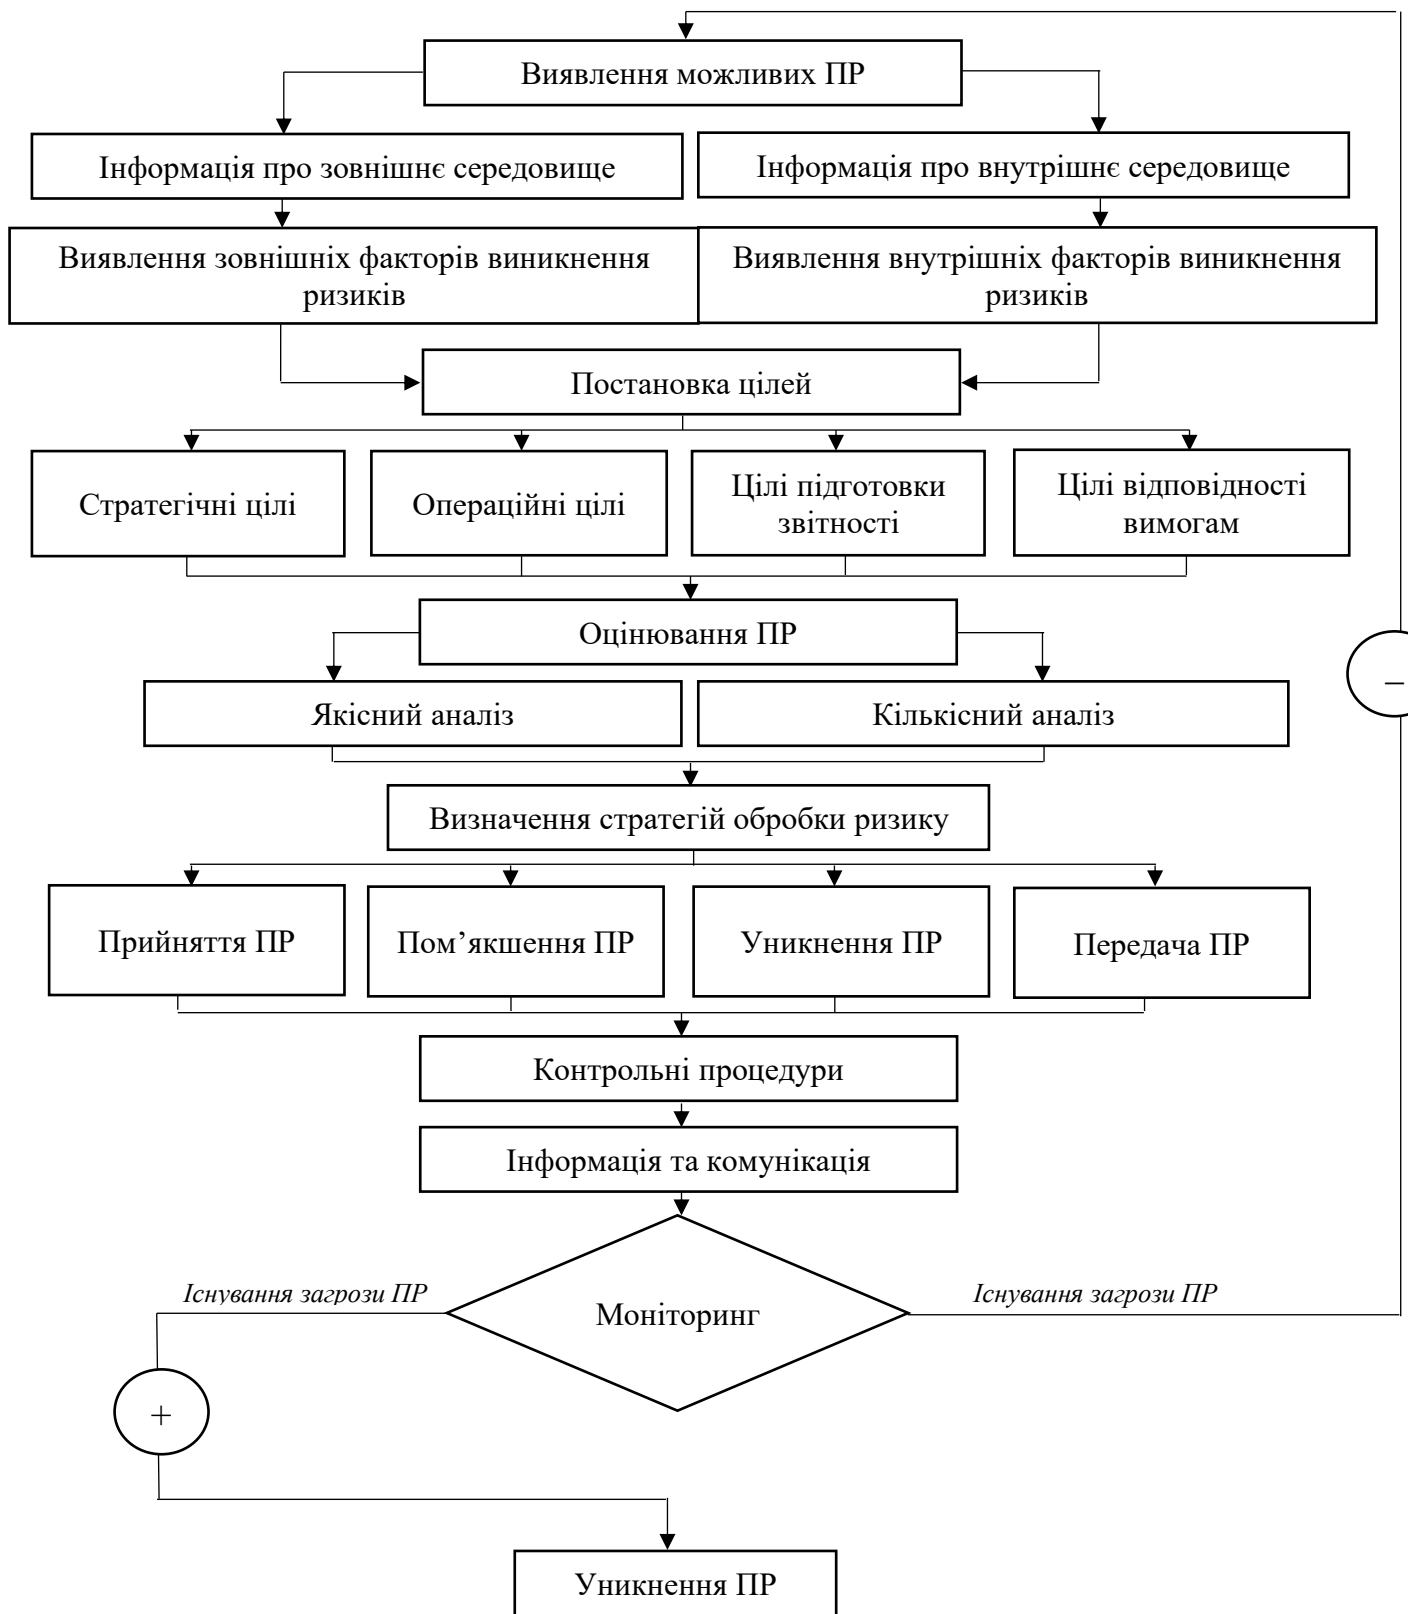 Виявлення можливих ПР
Інформація про зовнішнє середовище
Інформація про внутрішнє середовище
Виявлення зовнішніх факторів виникнення
ризиків
Виявлення внутрішніх факторів виникнення
ризиків
Постановка цілей
Стратегічні цілі
Операційні цілі
Цілі підготовки
звітності
Цілі відповідності
вимогам
Оцінювання ПР
–
Якісний аналіз
Кількісний аналіз
Визначення стратегій обробки ризику
Прийняття ПР
Пом’якшення ПР
Уникнення ПР
Передача ПР
Контрольні процедури
Інформація та комунікація
Існування загрози ПР
Моніторинг
Існування загрози ПР
+
Уникнення ПР